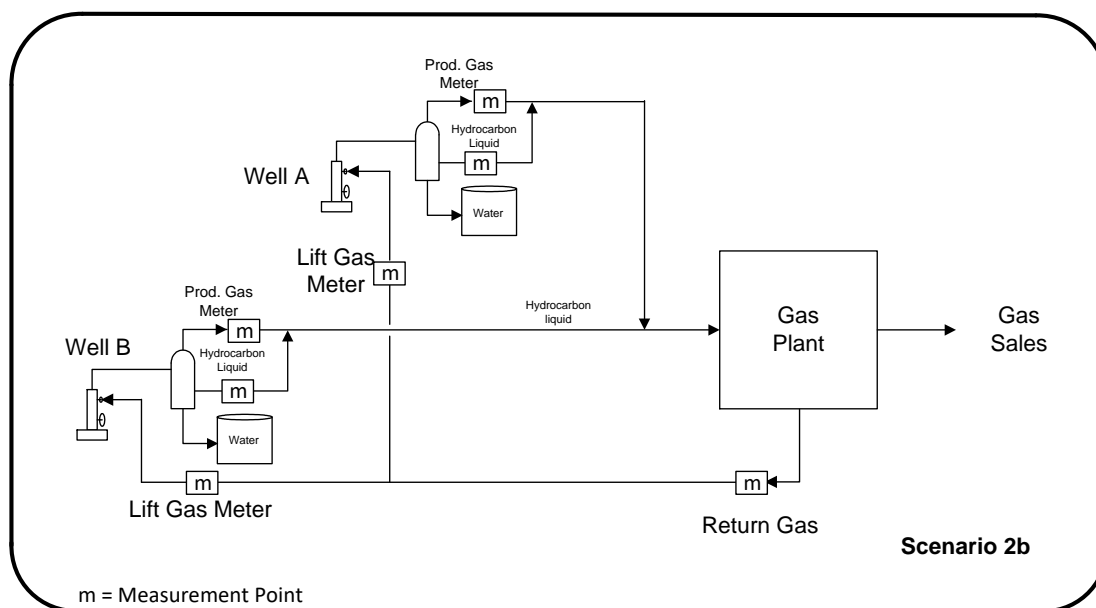 Prod. Gas
Meter
m
Hydrocarbon
Liquid
m
Well A
Water
Lift Gas
Meter
m
Prod. Gas
Meter
m
Hydrocarbon
liquid
Gas
Plant
Gas
Sales
Well B
Hydrocarbon
Liquid
m
Water
m
Lift Gas Meter
m
Return Gas
Scenario 2b
m = Measurement Point